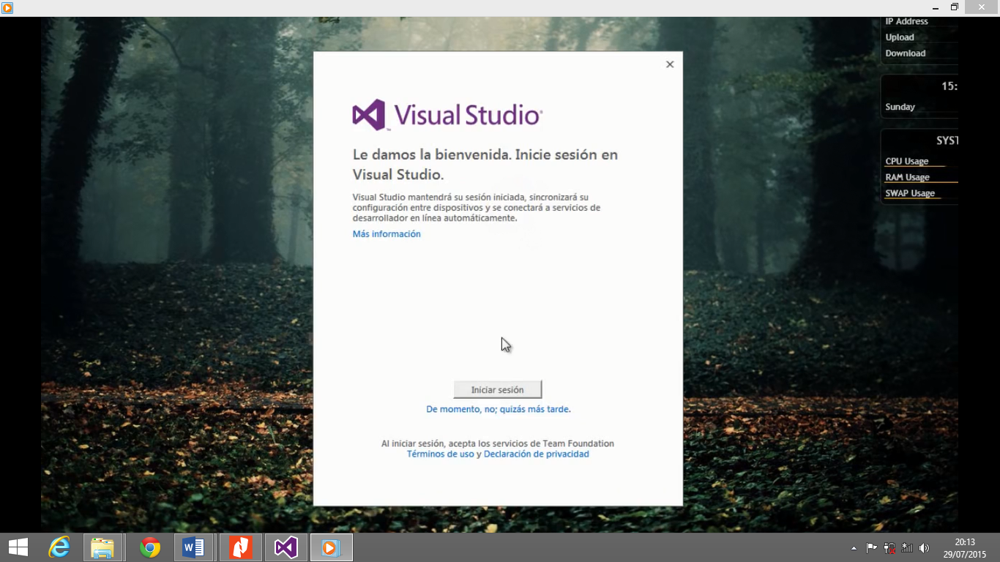 IP Address
Upload
Download
15:
Sunday
SYST
CPU Usage
RAM Usage
SWAP Usage
Visual Studio
Le damos la bienvenida. Inicie sesión en
Visual Studio.
Visual Studio mantendrá su sesión iniciada, sincronizará su
configuración entre dispositivos y se conectará a servicios de
desarrollador en línea automáticamente.
Más información
Iniciar sesión
De momento, no; quizás más tarde.
Al iniciar sesión, acepta los servicios de Team Foundation
Términos de uso y Declaración de privacidad
20:13
29/07/2015